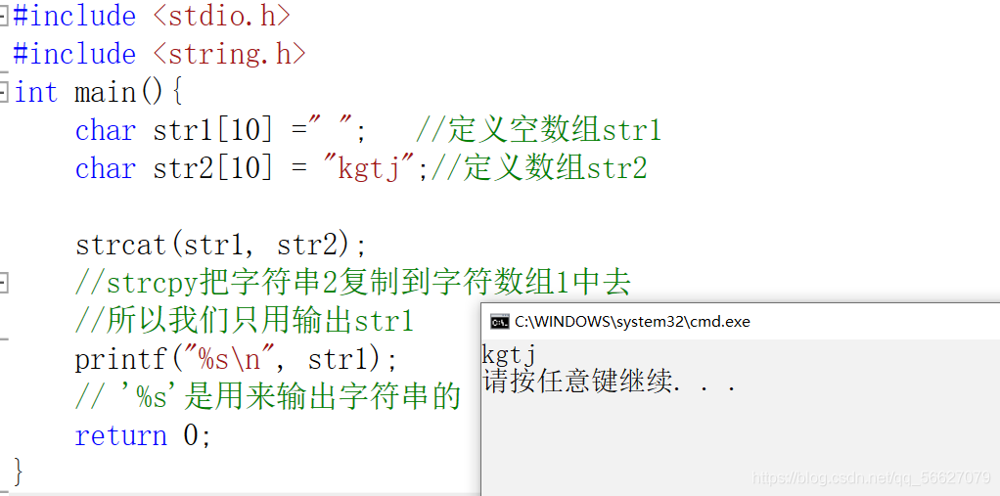 #include <stdio.h>
#include <string.h>
int main(){
    char str1[10] =" ";   //定义空数组str1
    char str2[10] = "kgtj";//定义数组str2
    strcat(str1, str2);
    //strcpy把字符串2复制到字符数组1中去
    //所以我们只用输出str1
    printf("%s\n", str1);
    // '%s'是用来输出字符串的
    return 0;
}
C:\WINDOWS\system32\cmd.exe
kgtj
请按任意键继续. . .
https://blog.csdn.net/qq_56627079